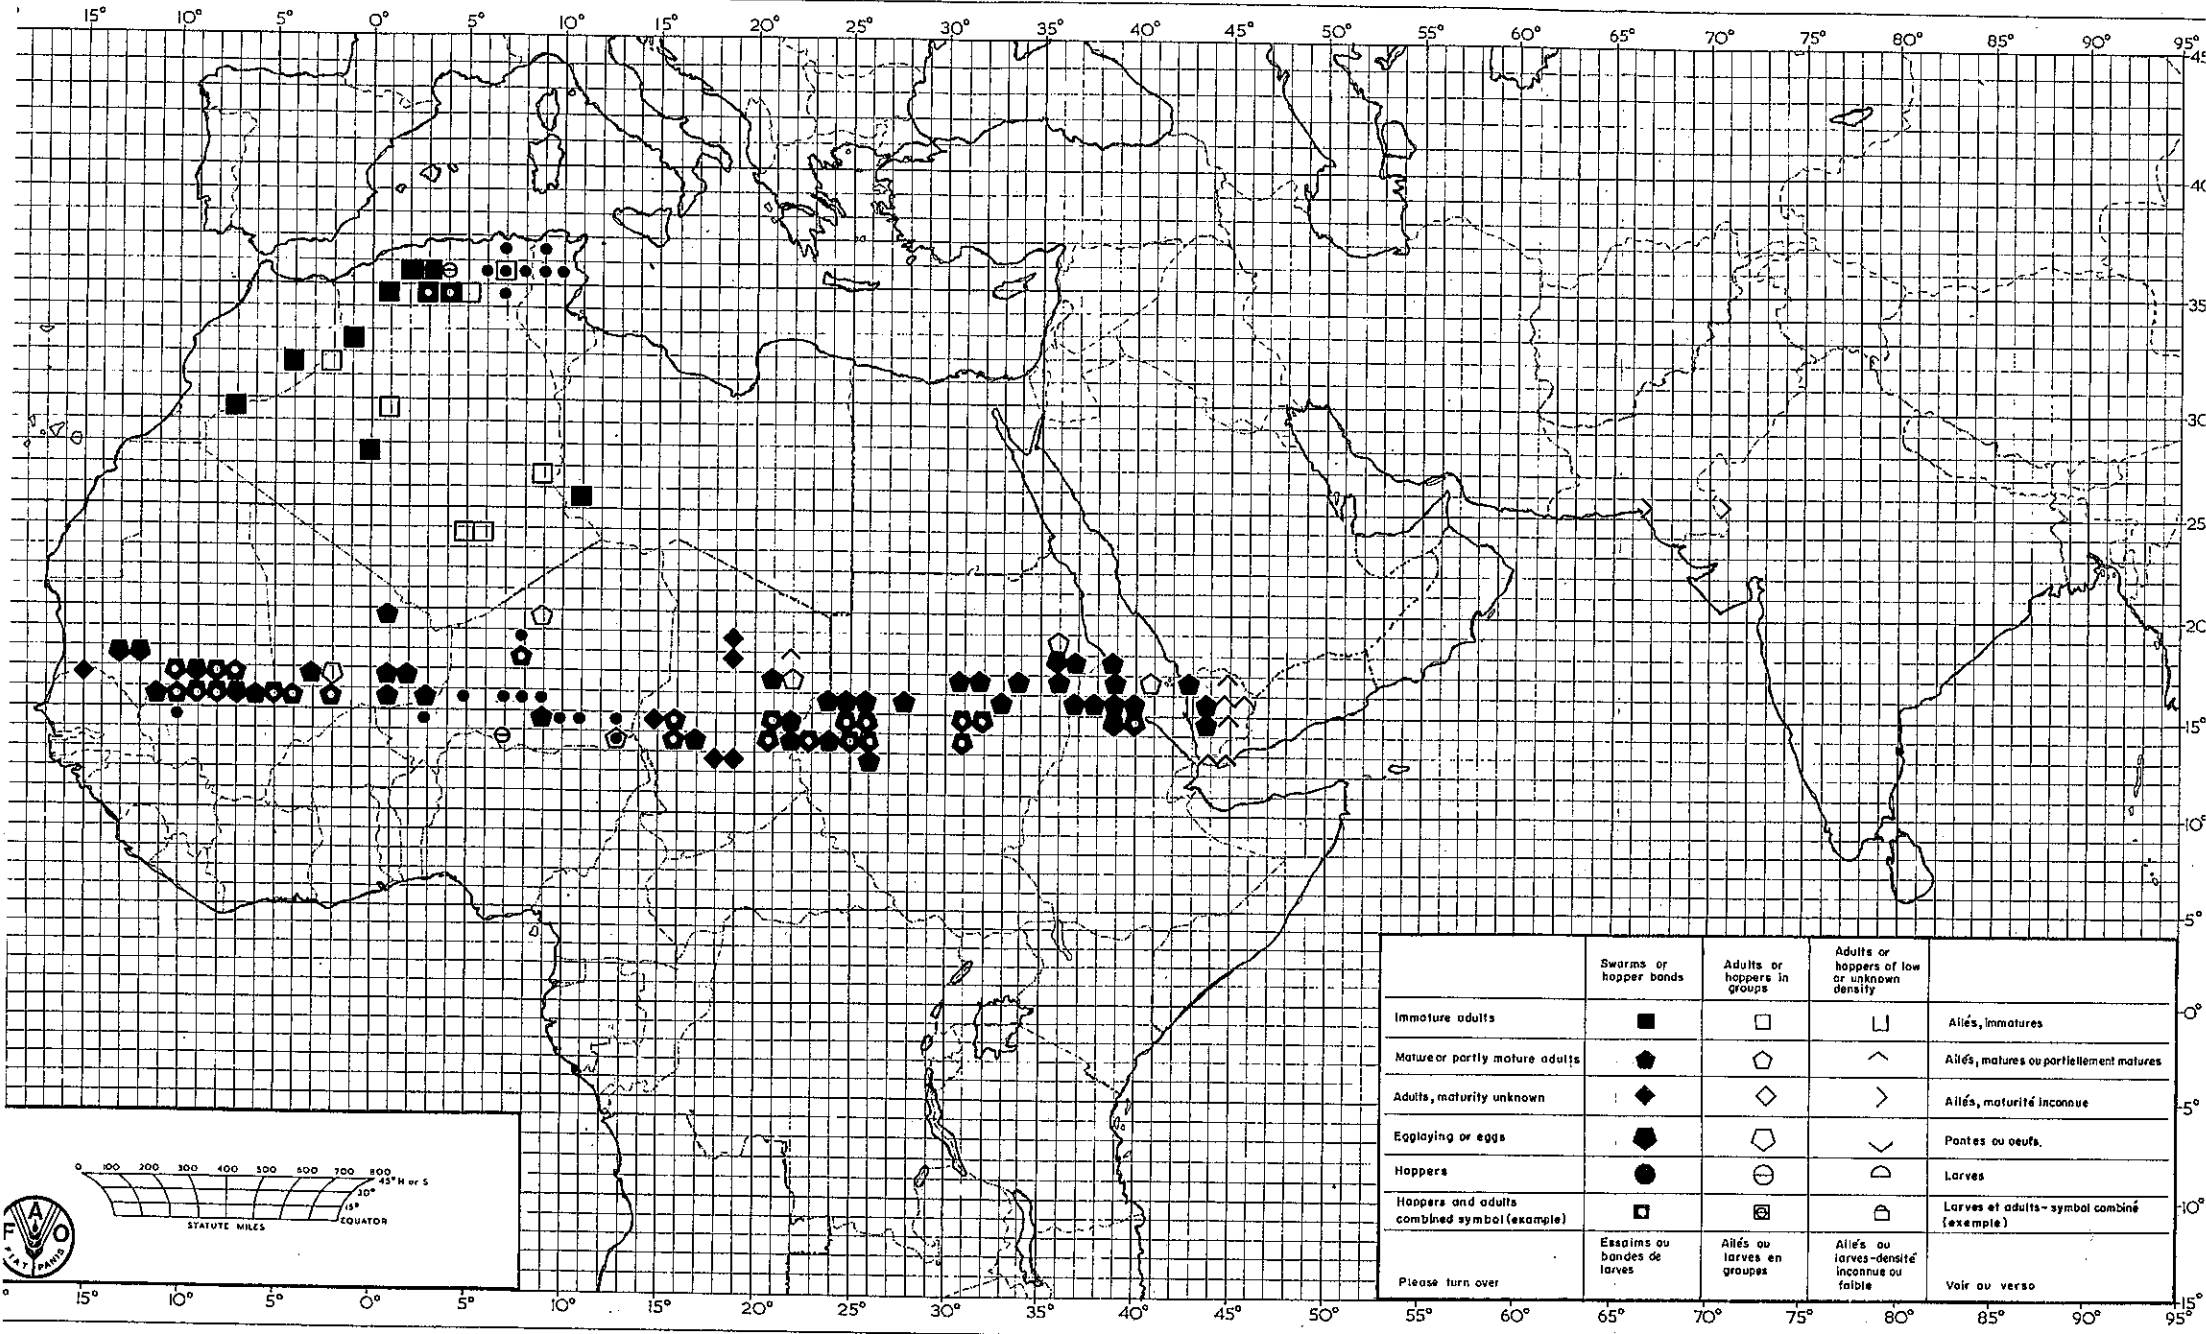 15° 10° 5° 0° 5° 10° 15° 20° 25° 30° 35° 40° 45° 50° 55° 60° 65° 70° 75° 80° 85° 90° 95°
45
40
35
30
25
20
15°
10°
5°
0°
5°
10°
15°
Swarms or
hopper bands
Adults or
hoppers in
groups
Adults or
hoppers of low
or unknown
density
Immature adults
Ailés, immatures
Mature or partly mature adults
Ailés, matures ou partiellement matures
Adults, maturity unknown
Ailés, maturité inconnue
Egglaying or eggs
Pontes ou oeufs.
Hoppers
Larves
Hoppers and adults
combined symbol (example)
Larves et adults-symbol combiné
(exemple)
Essaims ou
bandes de
larves
Ailés ou
larves en
groupes
Ailés ou
larves-densité
inconnue ou
faible
Please turn over
Voir au verso
0 100 200 300 400 500 600 700 800
45° H or S
30°
15°
EQUATOR
STATUTE MILES
F A O
FIAT PANIS
15° 10° 0° 5° 10° 15° 20° 25° 30° 35° 40° 45° 50° 55° 60° 65° 70° 75° 80° 85° 90° 95°